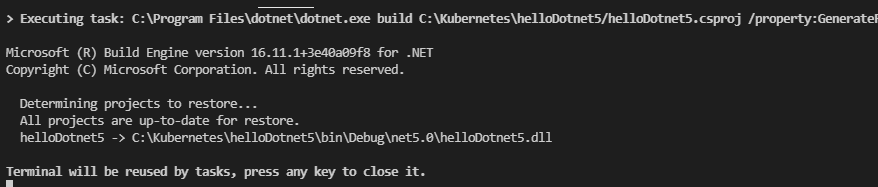 > Executing task: C:\Program Files\dotnet\dotnet.exe build C:\Kubernetes\helloDotnet5/helloDotnet5.csproj /property:Generate
Microsoft (R) Build Engine version 16.11.1+3e40a09f8 for .NET
Copyright (C) Microsoft Corporation. All rights reserved.
Determining projects to restore...
All projects are up-to-date for restore.
helloDotnet5 -> C:\Kubernetes\helloDotnet5\bin\Debug\net5.0\helloDotnet5.dll
Terminal will be reused by tasks, press any key to close it.